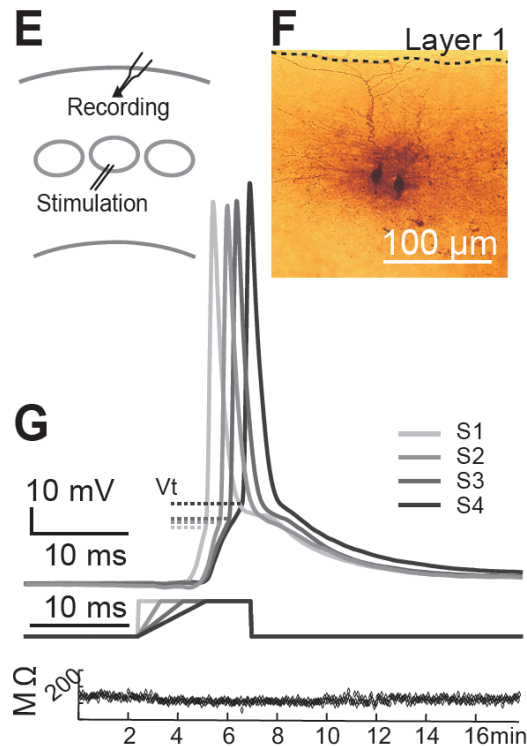 E
F
Layer 1
Recording
Stimulation
100 µm
G
S1
S2
S3
S4
Vt
10 mV
10 ms
10 ms
MΩ
200
2 4 6 8 10 12 14 16min